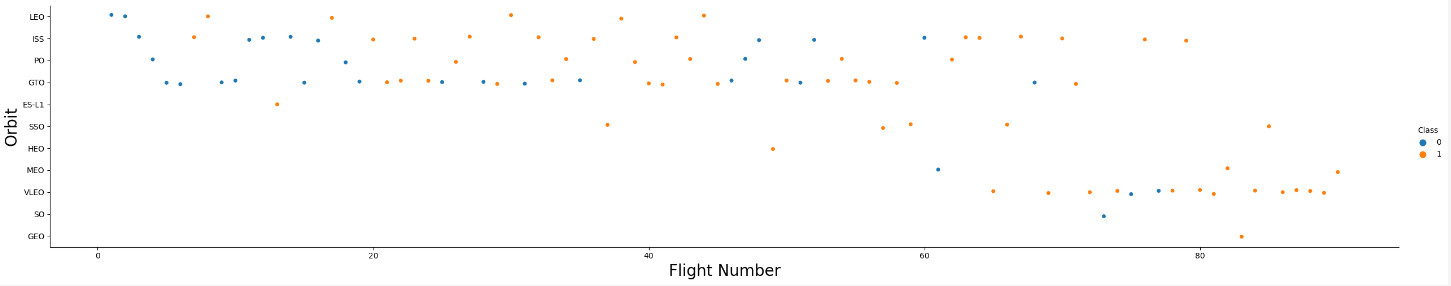 LEO
ISS
PO
GTO
ES-L1
SSO
HEO
MEO
VLEO
SO
GEO
Orbit
0
20
40
60
80
Flight Number
Class
0
1